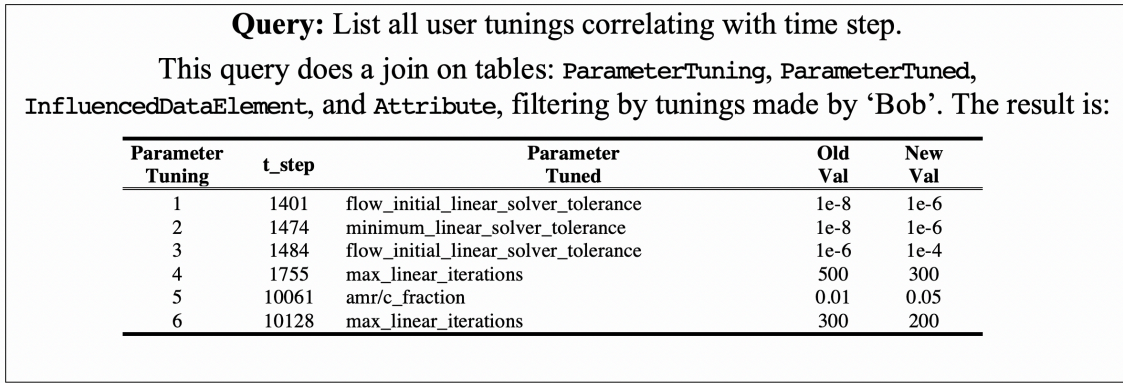 Query: List all user tunings correlating with time step.
This query does a join on tables: ParameterTuning, ParameterTuned,
InfluencedDataElement, and Attribute, filtering by tunings made by ‘Bob’. The result is:
Parameter Tuning t_step Parameter Tuned Old Val New Val
1 1401 flow_initial_linear_solver_tolerance 1e-8 1e-6
2 1474 minimum_linear_solver_tolerance 1e-8 1e-6
3 1484 flow_initial_linear_solver_tolerance 1e-6 1e-4
4 1755 max_linear_iterations 500 300
5 10061 amr/c_fraction 0.01 0.05
6 10128 max_linear_iterations 300 200